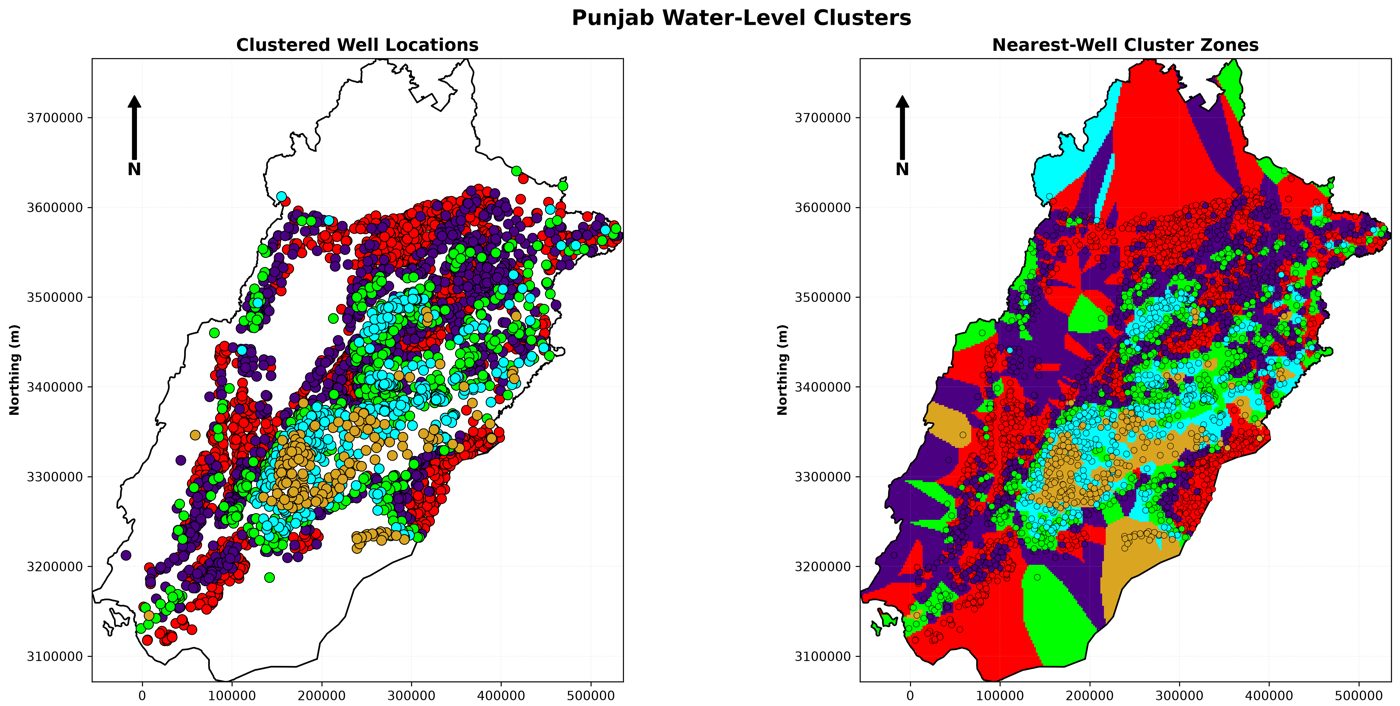 Punjab Water-Level Clusters
Clustered Well Locations
Nearest-Well Cluster Zones
N
N
Northing (m)
3700000
3600000
3500000
3400000
3300000
3200000
3100000
0 100000 200000 300000 400000 500000
Northing (m)
3700000
3600000
3500000
3400000
3300000
3200000
3100000
0 100000 200000 300000 400000 500000